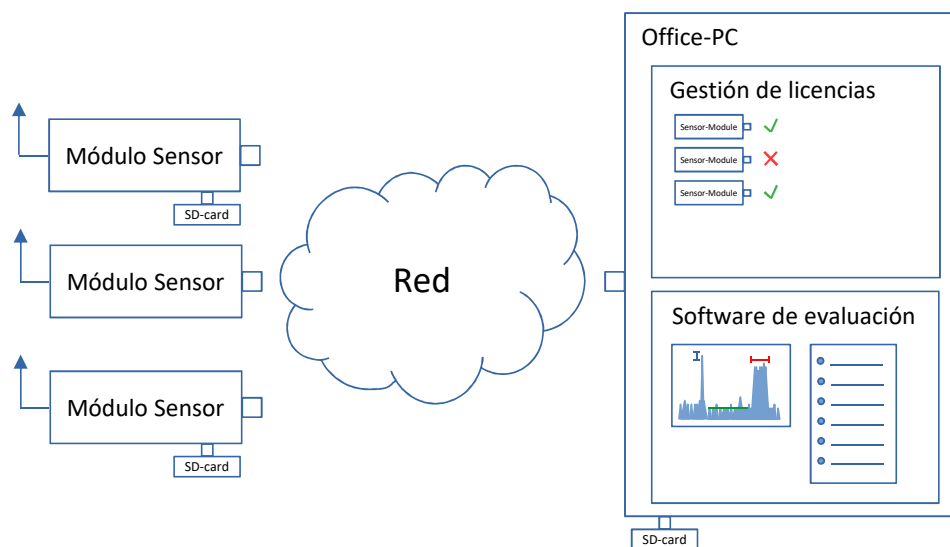 Módulo Sensor
SD-card
Módulo Sensor
Módulo Sensor
SD-card
Red
Office-PC
Gestión de licencias
Sensor-Module
Sensor-Module
Sensor-Module
Software de evaluación
SD-card